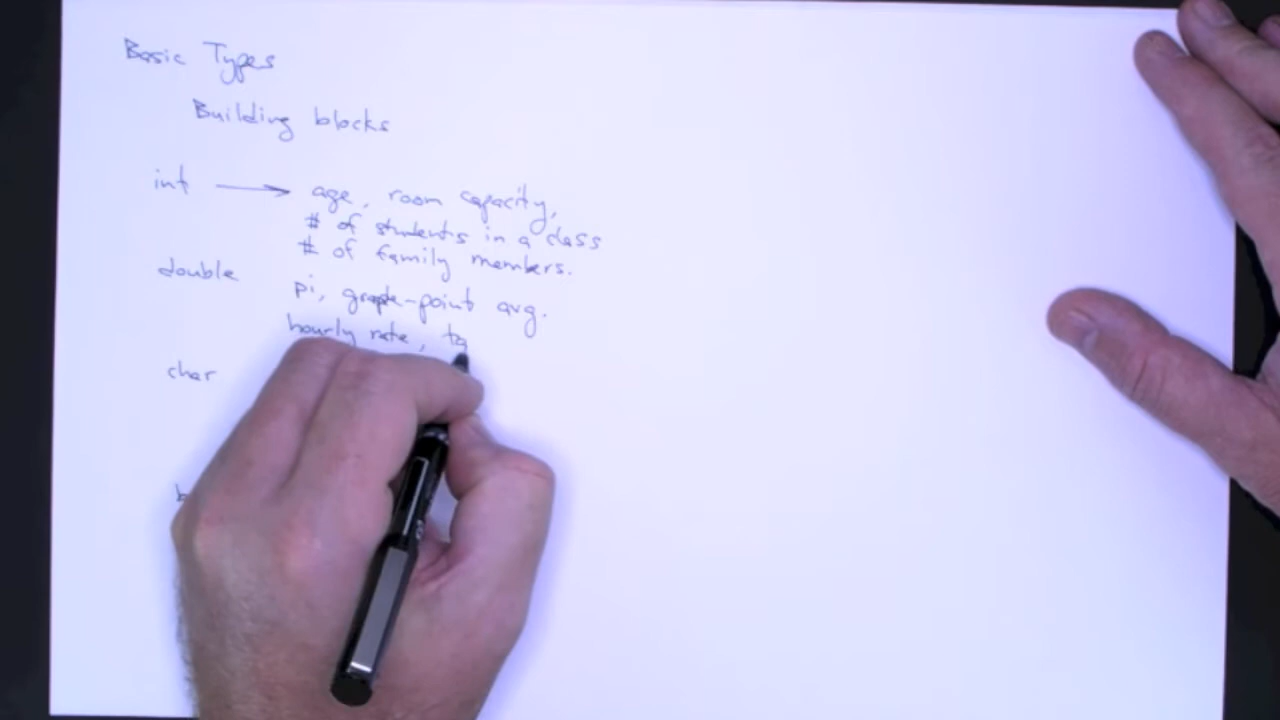 Basic Types
Building blocks
int → age, room capacity,
# of students in a class
# of family members.
double
pi, grade-point avg.
hourly rate, ta
char
b